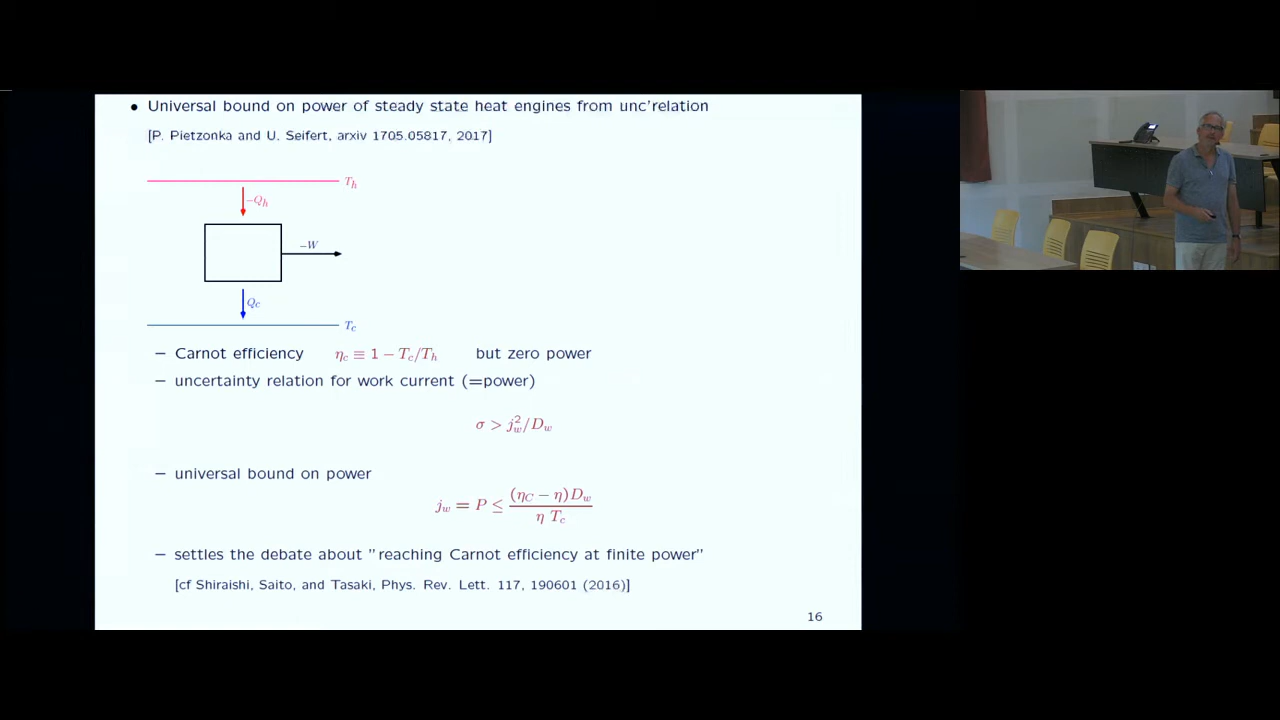 • Universal bound on power of steady state heat engines from unc'relation
[P. Pietzonka and U. Seifert, arxiv 1705.05817, 2017]
T_h
−Q_h
−W
Q_c
T_c
− Carnot efficiency η_c ≡ 1 − T_c/T_h but zero power
− uncertainty relation for work current (=power)
σ > j_w^2/D_w
− universal bound on power
j_w = P ≤ (η_C − η)D_w / η T_c
− settles the debate about "reaching Carnot efficiency at finite power"
[cf Shiraishi, Saito, and Tasaki, Phys. Rev. Lett. 117, 190601 (2016)]
16